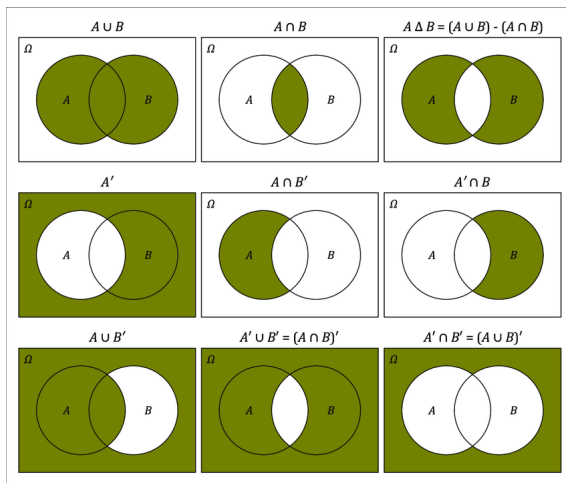 A ∪ B
A ∩ B
A Δ B = (A ∪ B) - (A ∩ B)
Ω
A
B
Ω
A
B
Ω
A
B
A′
A ∩ B′
A′ ∩ B
Ω
A
B
Ω
A
B
Ω
A
B
A ∪ B′
A′ ∪ B′ = (A ∩ B)′
A′ ∩ B′ = (A ∪ B)′
Ω
A
B
Ω
A
B
Ω
A
B